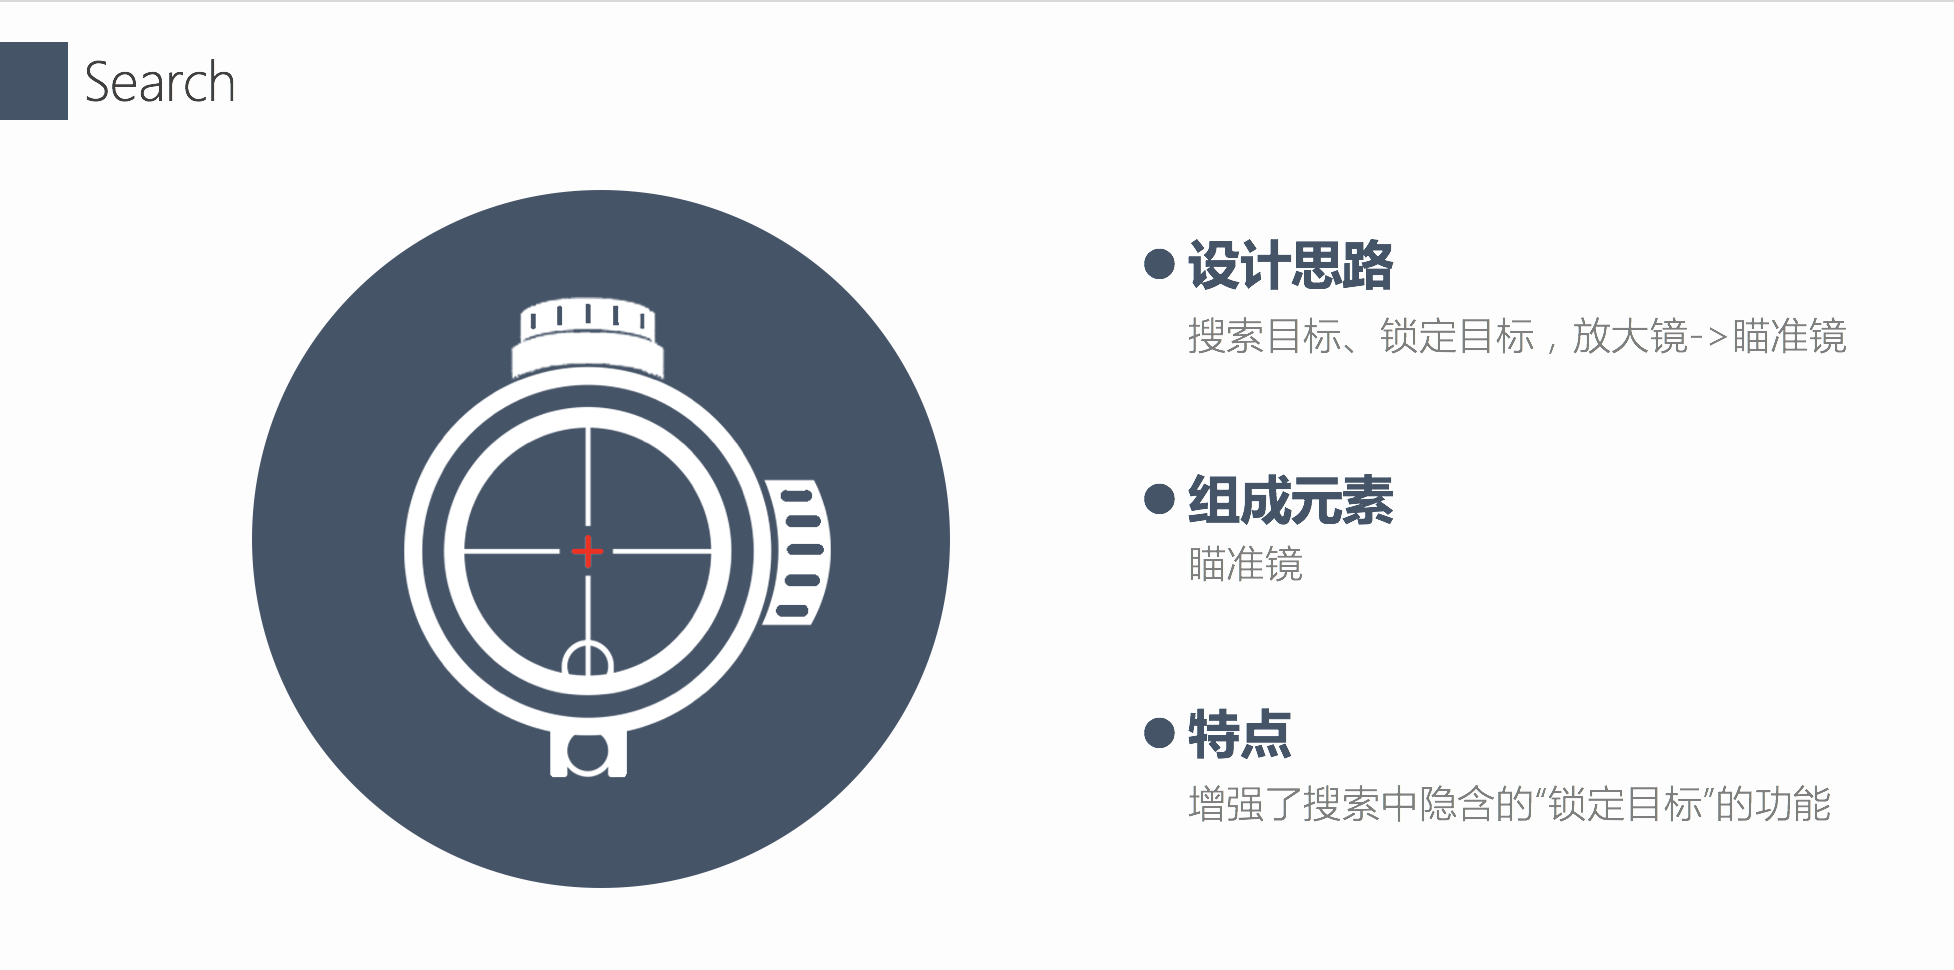 Search
设计思路
搜索目标、锁定目标，放大镜->瞄准镜
组成元素
瞄准镜
特点
增强了搜索中隐含的“锁定目标”的功能